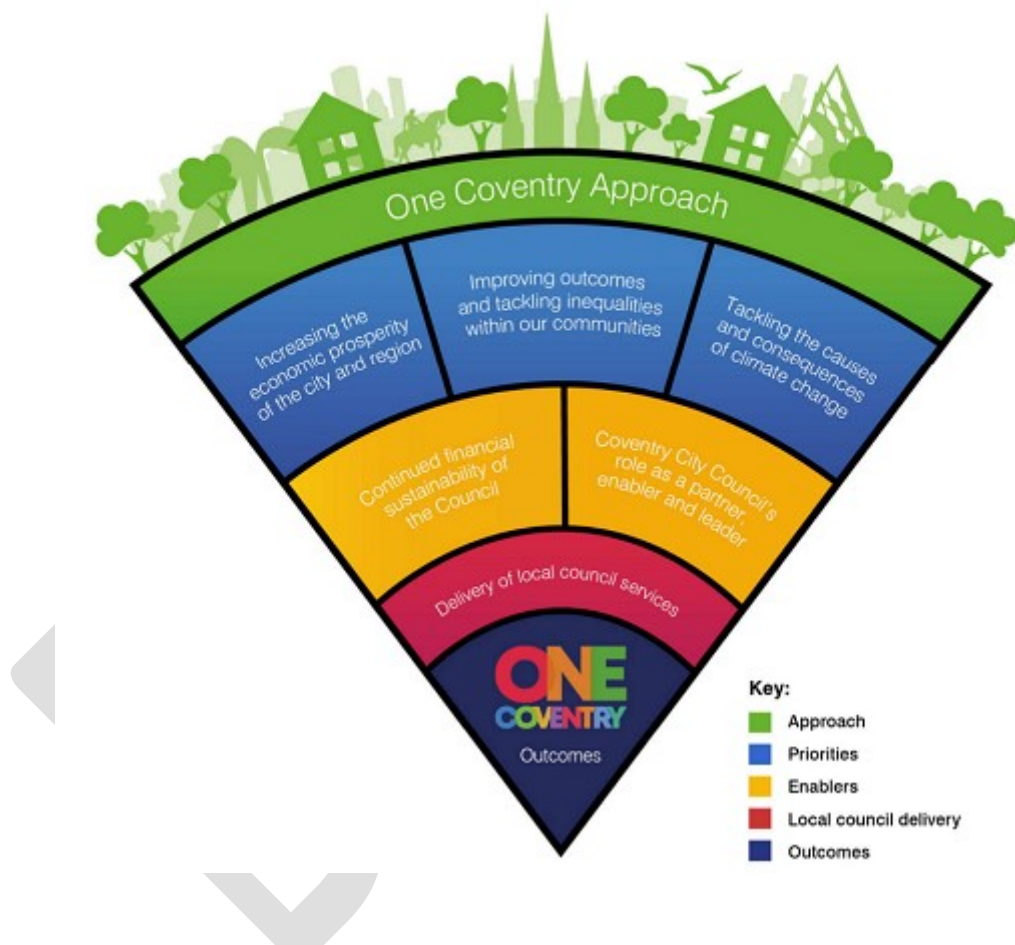 One Coventry Approach
Increasing the
economic prosperity
of the city and region
Improving outcomes
and tackling inequalities
within our communities
Tackling the causes
and consequences
of climate change
Continued financial
sustainability of
the Council
Coventry City Council's
role as a partner,
enabler and leader
Delivery of local council services
ONE
COVENTRY
Outcomes
Key:
Approach
Priorities
Enablers
Local council delivery
Outcomes